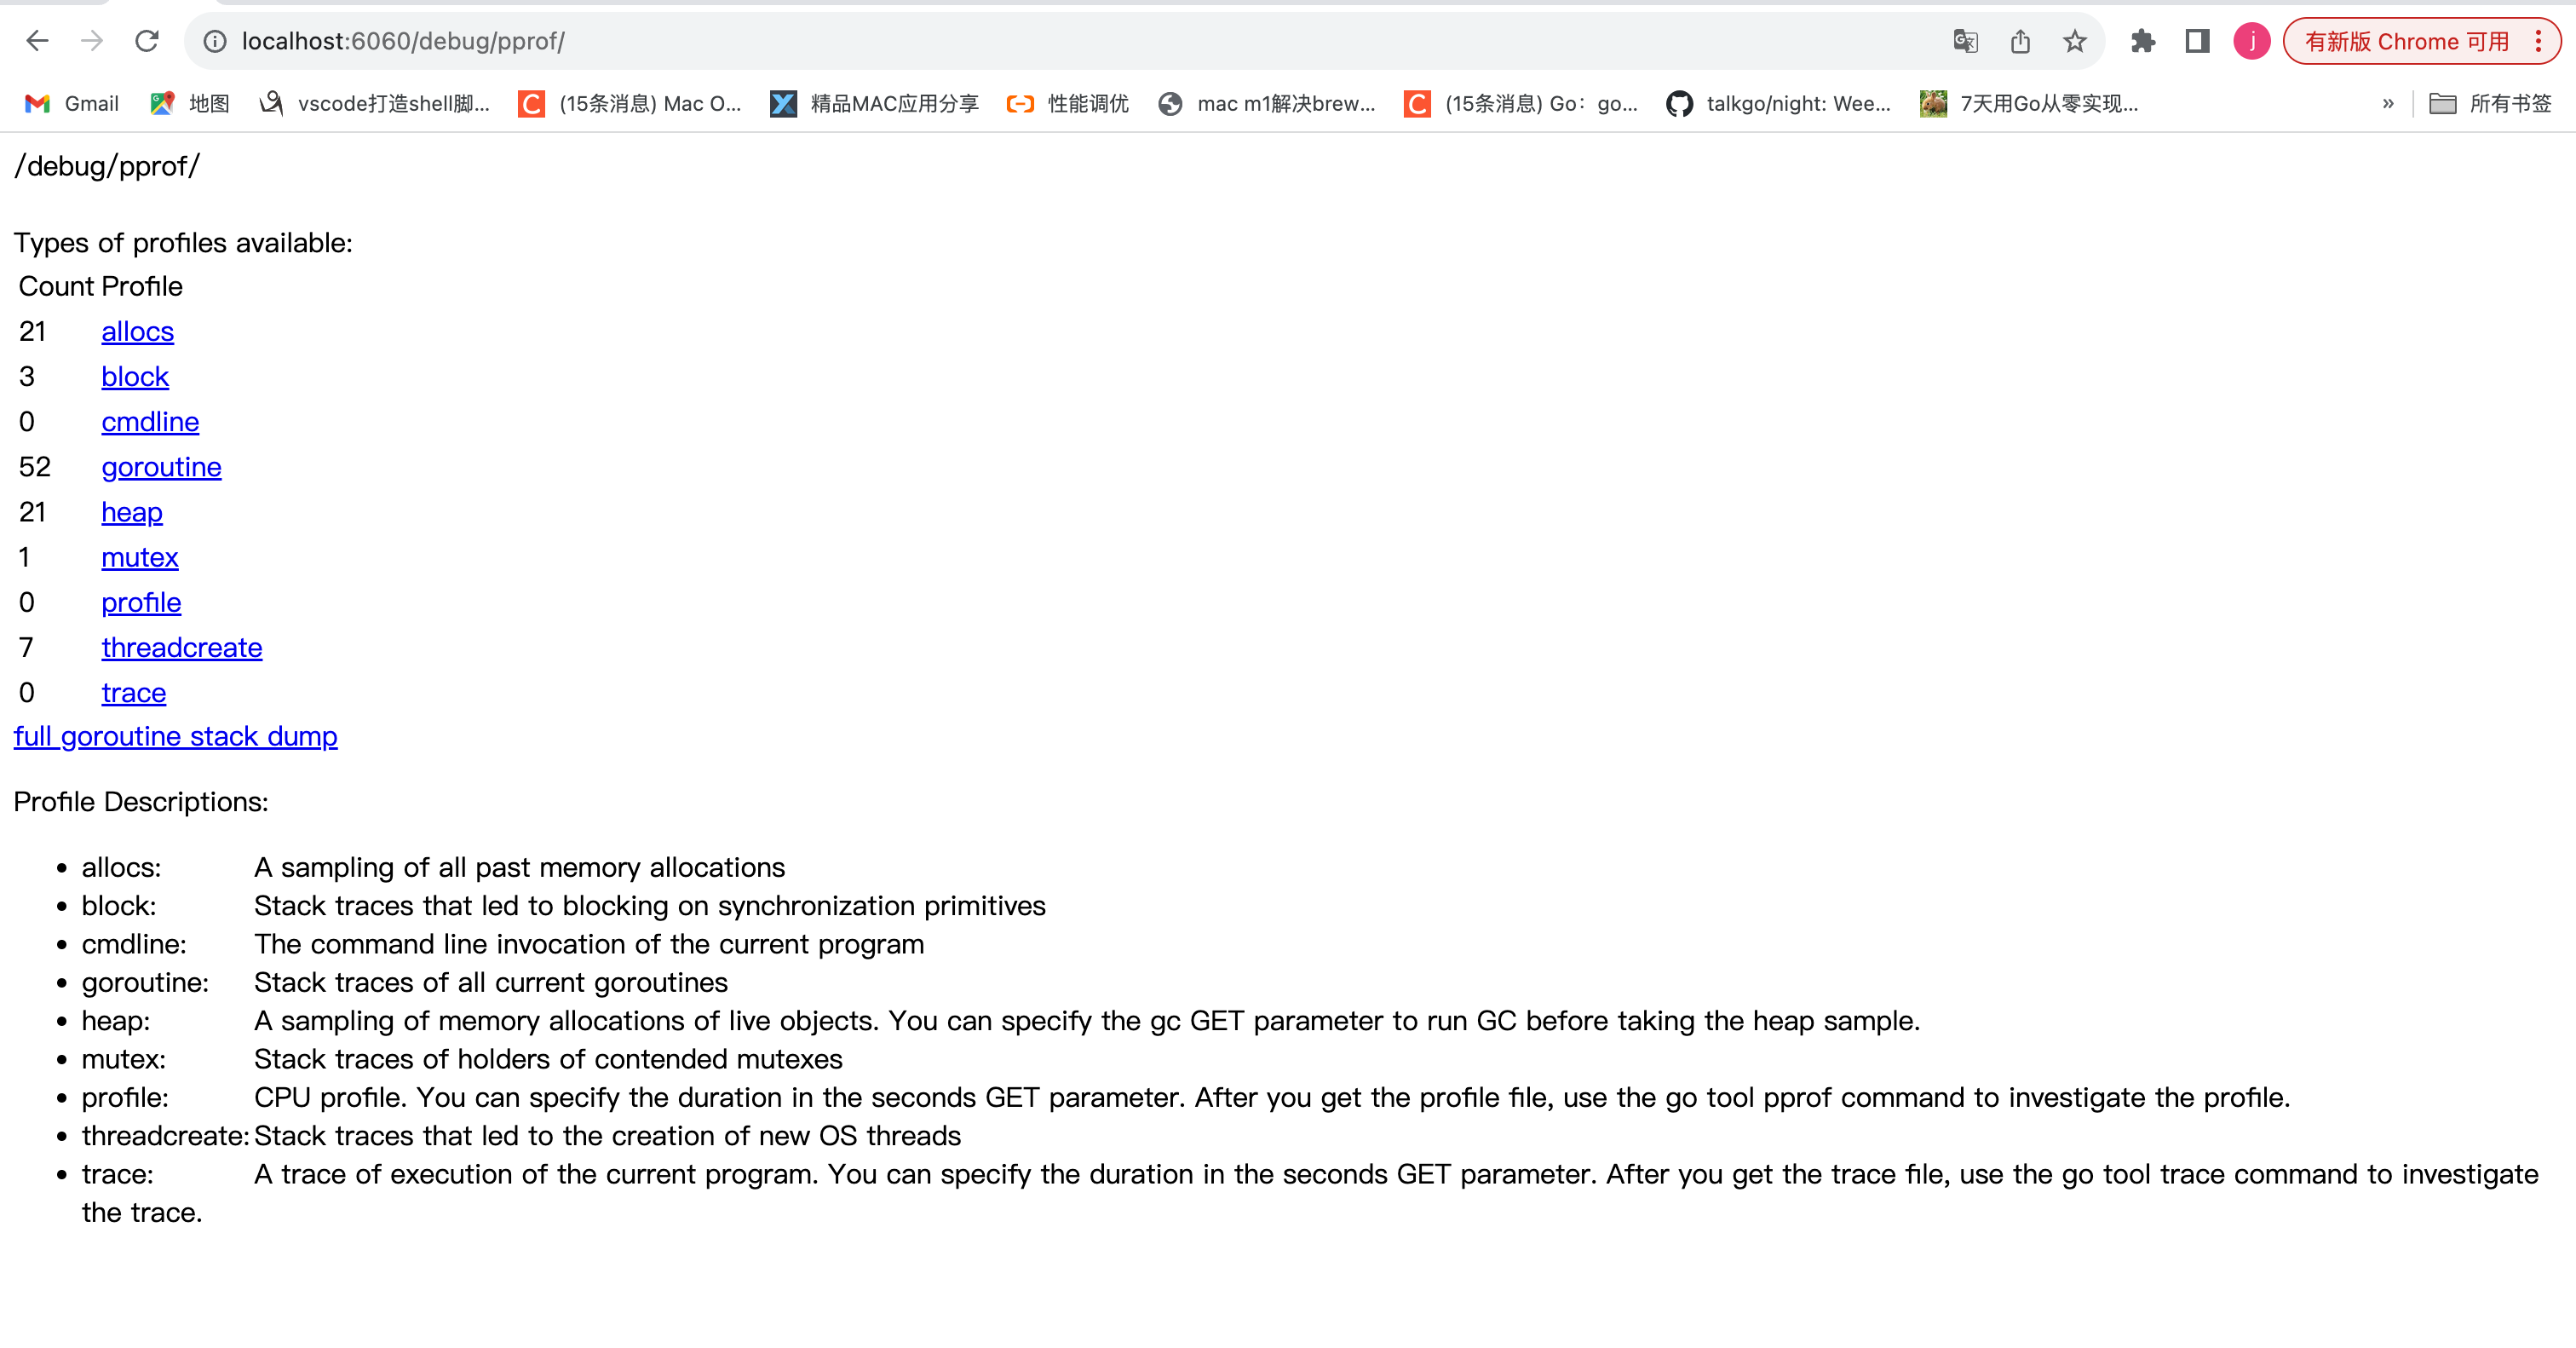 localhost:6060/debug/pprof/
j
有新版 Chrome 可用
Gmail
地图
vscode打造shell脚...
C (15条消息) Mac O...
精品MAC应用分享
性能调优
mac m1解决brew...
C (15条消息) Go：go...
talkgo/night: Wee...
7天用Go从零实现...
»
所有书签
/debug/pprof/
Types of profiles available:
Count Profile
21 allocs
3 block
0 cmdline
52 goroutine
21 heap
1 mutex
0 profile
7 threadcreate
0 trace
full goroutine stack dump
Profile Descriptions:
• allocs: A sampling of all past memory allocations
• block: Stack traces that led to blocking on synchronization primitives
• cmdline: The command line invocation of the current program
• goroutine: Stack traces of all current goroutines
• heap: A sampling of memory allocations of live objects. You can specify the gc GET parameter to run GC before taking the heap sample.
• mutex: Stack traces of holders of contended mutexes
• profile: CPU profile. You can specify the duration in the seconds GET parameter. After you get the profile file, use the go tool pprof command to investigate the profile.
• threadcreate: Stack traces that led to the creation of new OS threads
• trace: A trace of execution of the current program. You can specify the duration in the seconds GET parameter. After you get the trace file, use the go tool trace command to investigate
the trace.